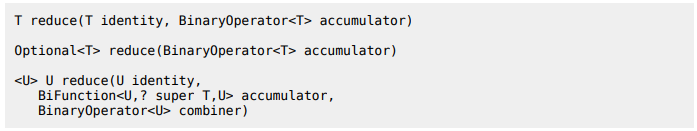 T reduce(T identity, BinaryOperator<T> accumulator)
Optional<T> reduce(BinaryOperator<T> accumulator)
<U> U reduce(U identity,
BiFunction<U,? super T,U> accumulator,
BinaryOperator<U> combiner)